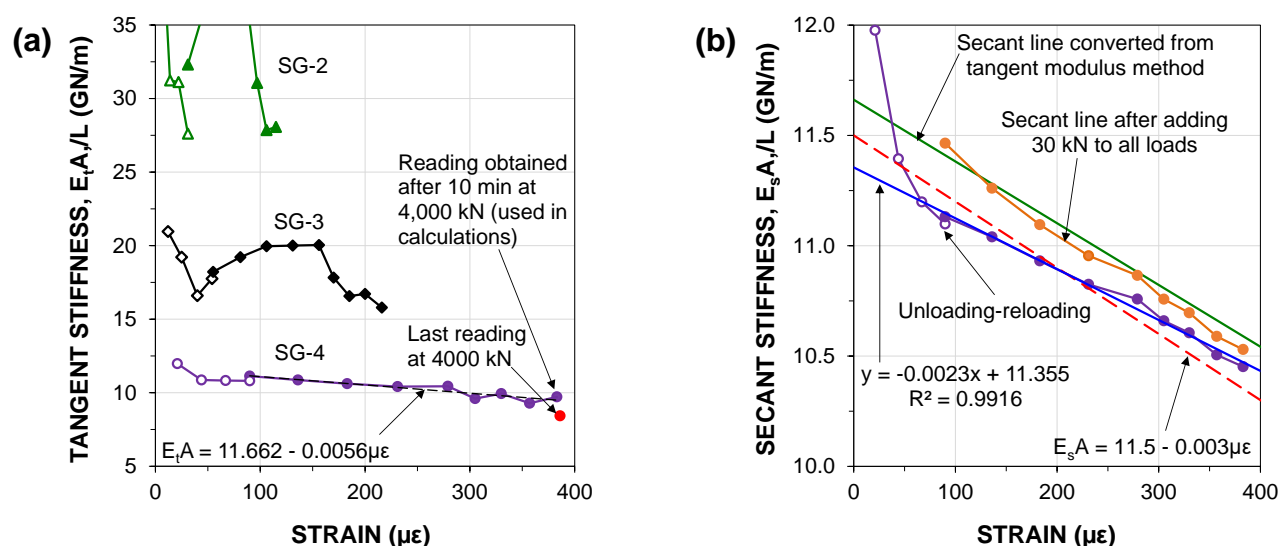 (a)
TANGENT STIFFNESS, EₜA,/L (GN/m)
35
30
25
20
15
10
5
0
100
200
300
400
STRAIN (µε)
SG-2
SG-3
SG-4
Reading obtained
after 10 min at
4,000 kN (used in
calculations)
Last reading
at 4000 kN
EₜA = 11.662 - 0.0056µε
(b)
SECANT STIFFNESS, EₛA,/L (GN/m)
12.0
11.5
11.0
10.5
10.0
0
100
200
300
400
STRAIN (µε)
Secant line converted from
tangent modulus method
Secant line after adding
30 kN to all loads
Unloading-reloading
y = -0.0023x + 11.355
R² = 0.9916
EₛA = 11.5 - 0.003µε